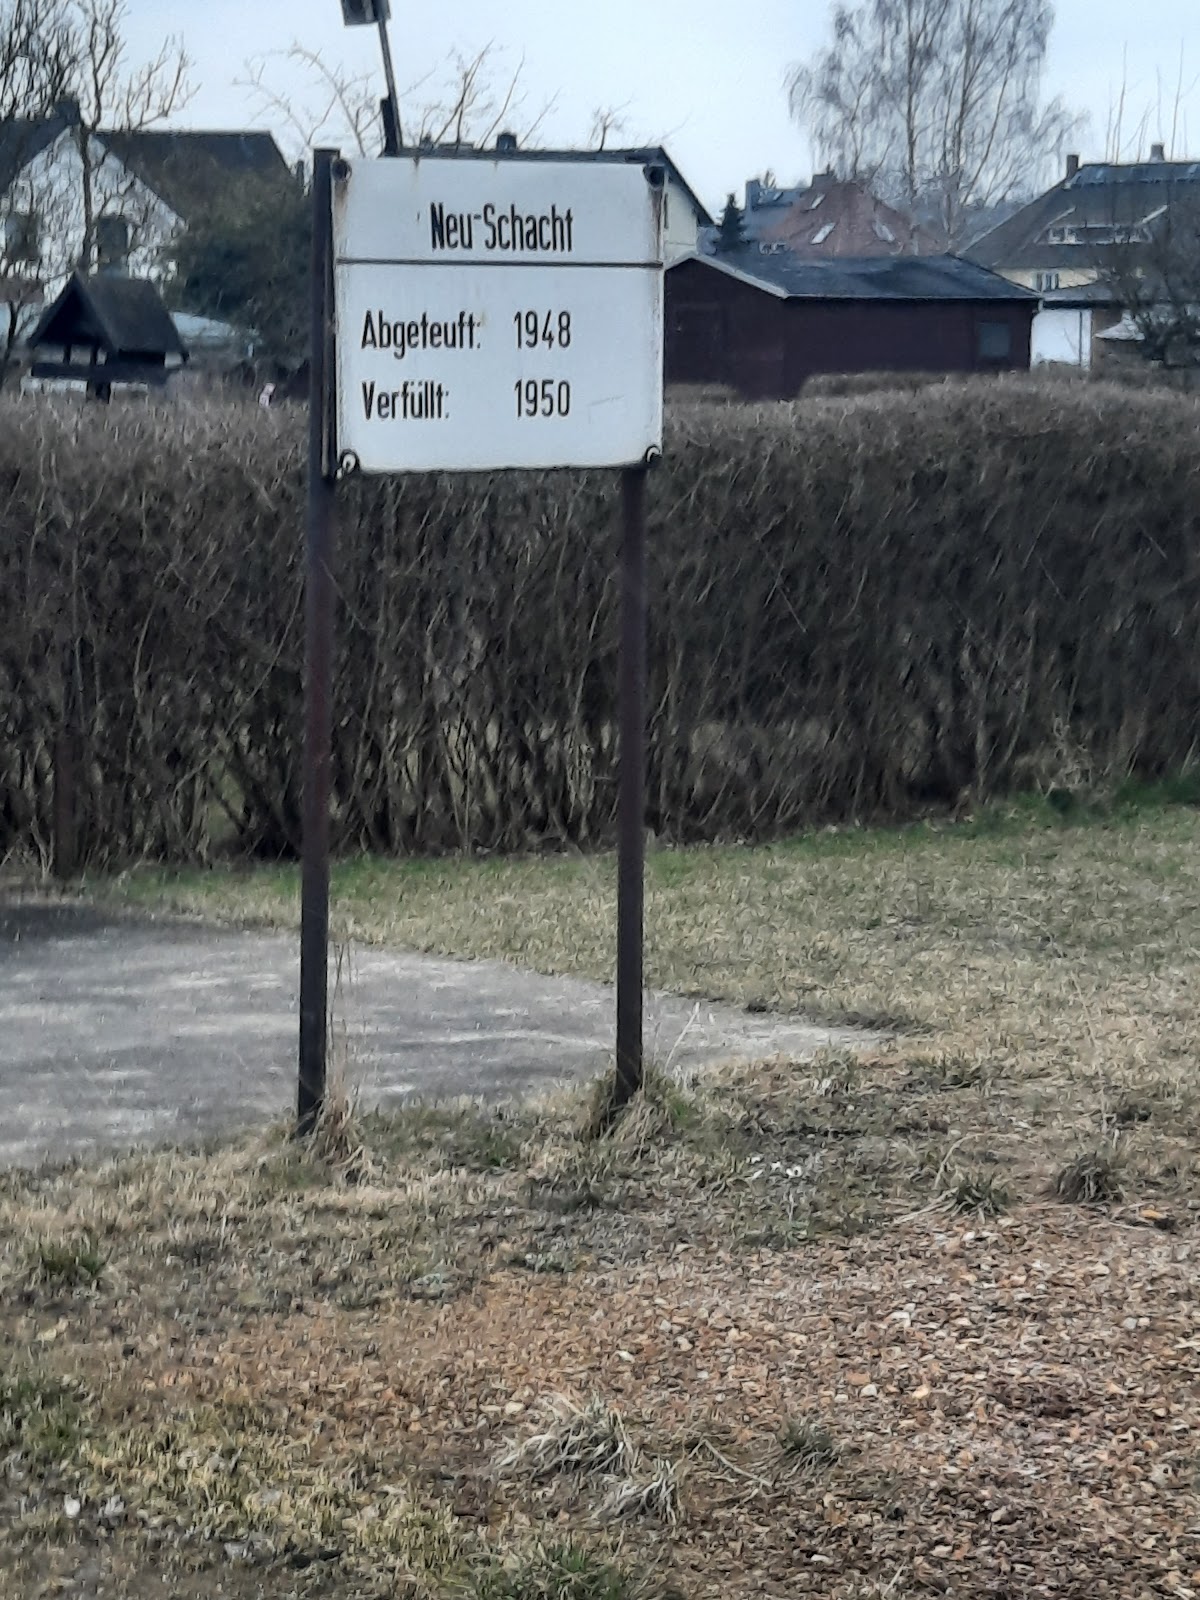 Neu-Schacht
Abgeteuft: 1948
Verfüllt: 1950